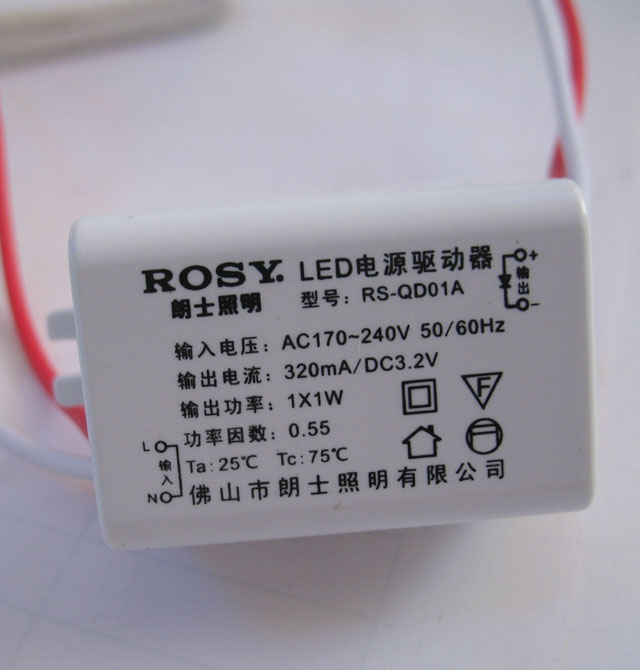 ROSY. LED电源驱动器
朗士照明 型号: RS-QD01A
+
输出
-
输入电压: AC170~240V 50/60Hz
输出电流: 320mA/DC3.2V
输出功率: 1X1W
功率因数: 0.55
F
Ta:25℃ Tc:75℃
L
输入
N
佛山市朗士照明有限公司